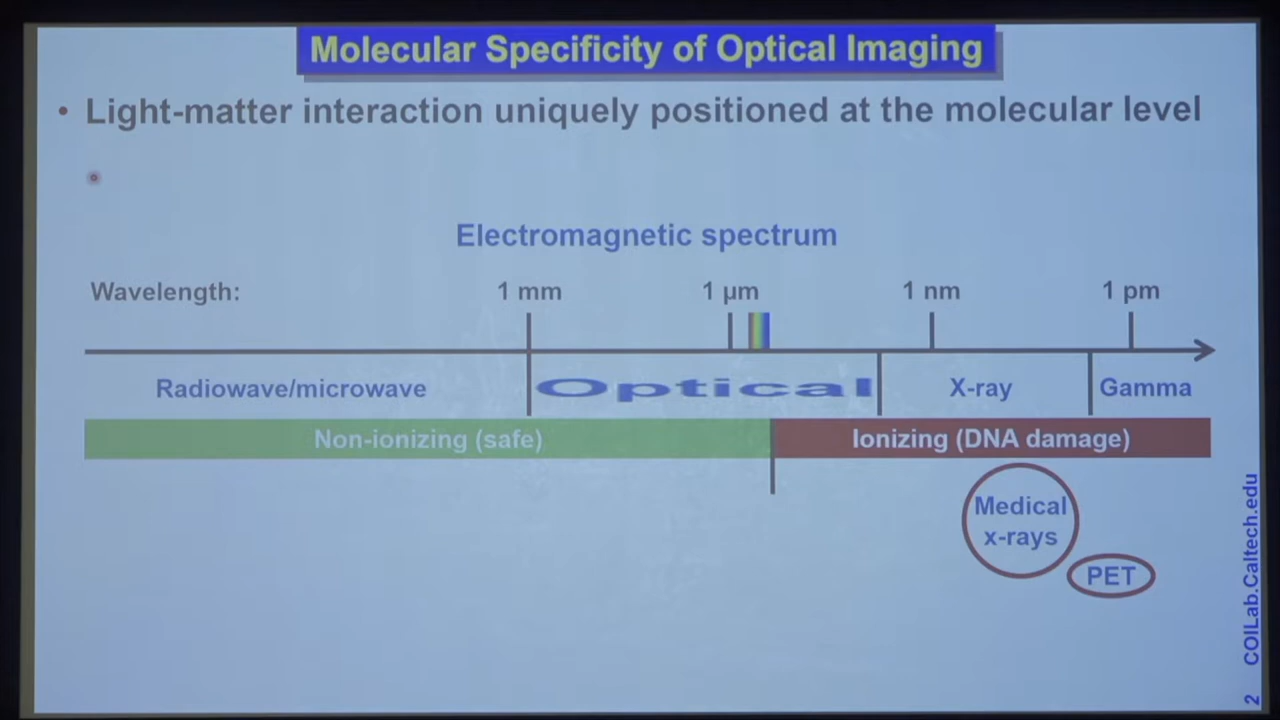 Molecular Specificity of Optical Imaging
• Light-matter interaction uniquely positioned at the molecular level
Electromagnetic spectrum
Wavelength: 1 mm 1 μm 1 nm 1 pm
Radiowave/microwave Optical X-ray Gamma
Non-ionizing (safe) Ionizing (DNA damage)
Medical
x-rays
PET
2 COILab.Caltech.edu